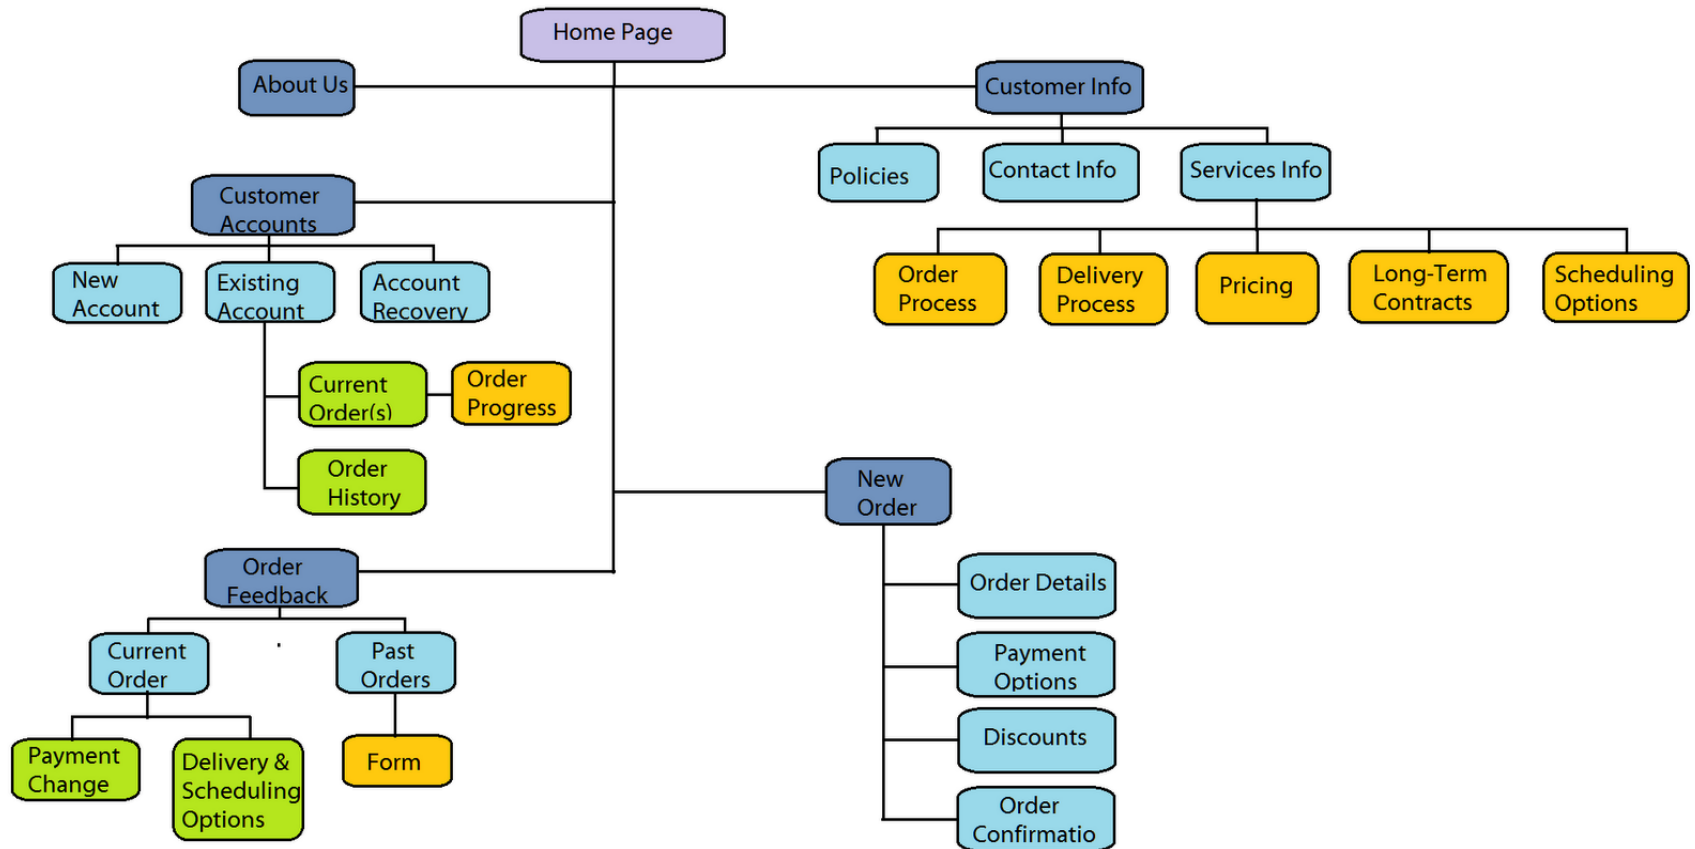 Home Page
About Us
Customer Info
Policies
Contact Info
Services Info
Customer
Accounts
New
Account
Existing
Account
Account
Recovery
Order
Process
Delivery
Process
Pricing
Long-Term
Contracts
Scheduling
Options
Current
Order(s)
Order
Progress
Order
History
New
Order
Order
Feedback
Order Details
Current
Order
Past
Orders
Payment
Options
Discounts
Payment
Change
Delivery &
Scheduling
Options
Form
Order
Confirmatio